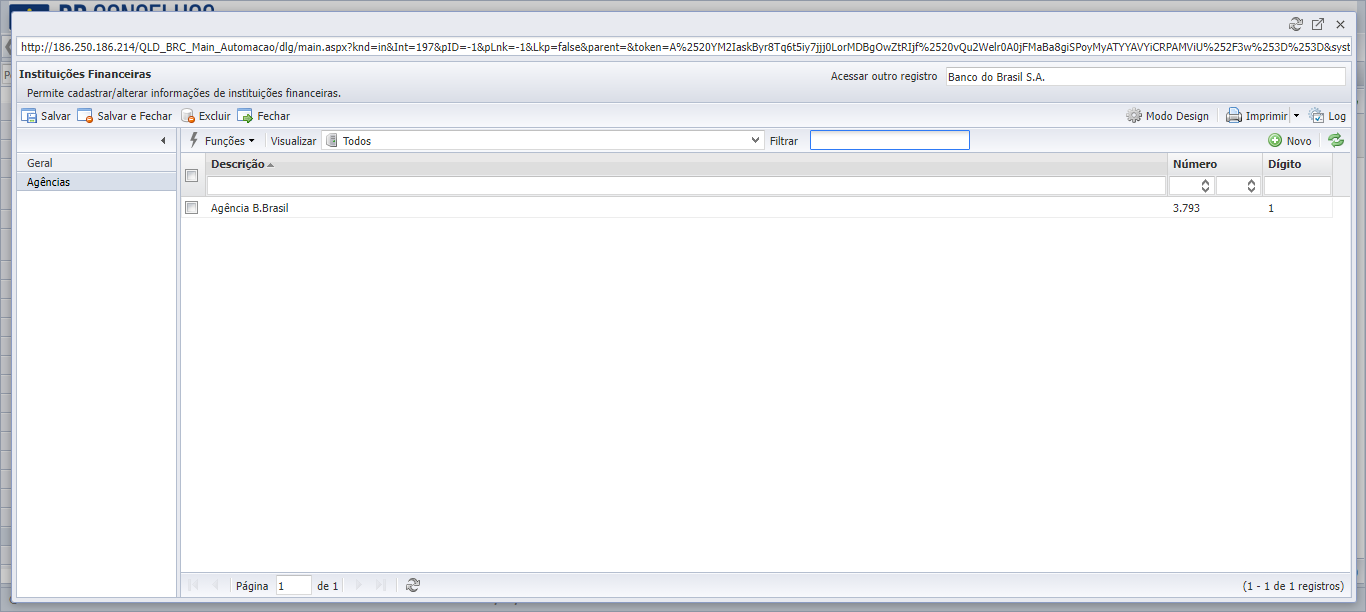 BR CONSELHOS
http://186.250.186.214/QLD_BRC_Main_Automacao/dlg/main.aspx?knd=in&Int=197&pID=-1&pLnk=-1&Lkp=false&parent=&token=A%2520YM2IaskByr8Tq6t5iy7jjj0LorMDBgOwZtRIjf%2520vQu2Welr0A0jFMaBa8giSPoyMyATYYAVYiCRPAMViU%252F3w%253D%253D&syst
Instituições Financeiras
Acessar outro registro Banco do Brasil S.A.
Permite cadastrar/alterar informações de instituições financeiras.
Salvar Salvar e Fechar Excluir Fechar Modo Design Imprimir Log
Funções Visualizar Todos Filtrar Novo
Geral
Agências
Descrição Número Dígito
Agência B.Brasil 3.793 1
Página 1 de 1 (1 - 1 de 1 registros)